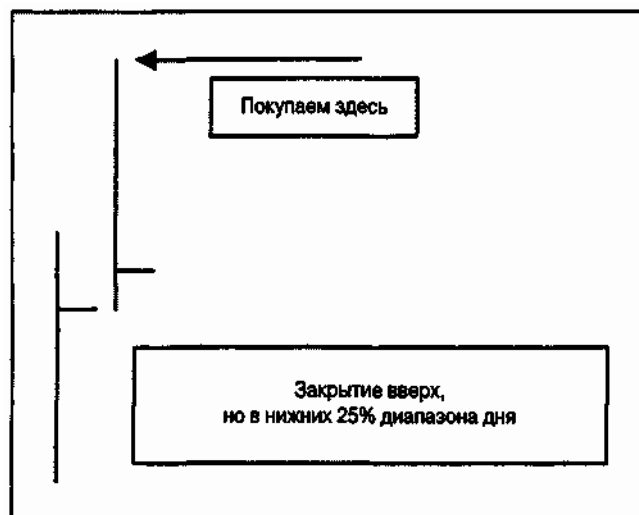 Покупаем здесь
Закрытие вверх,
но в нижних 25% диапазона дня